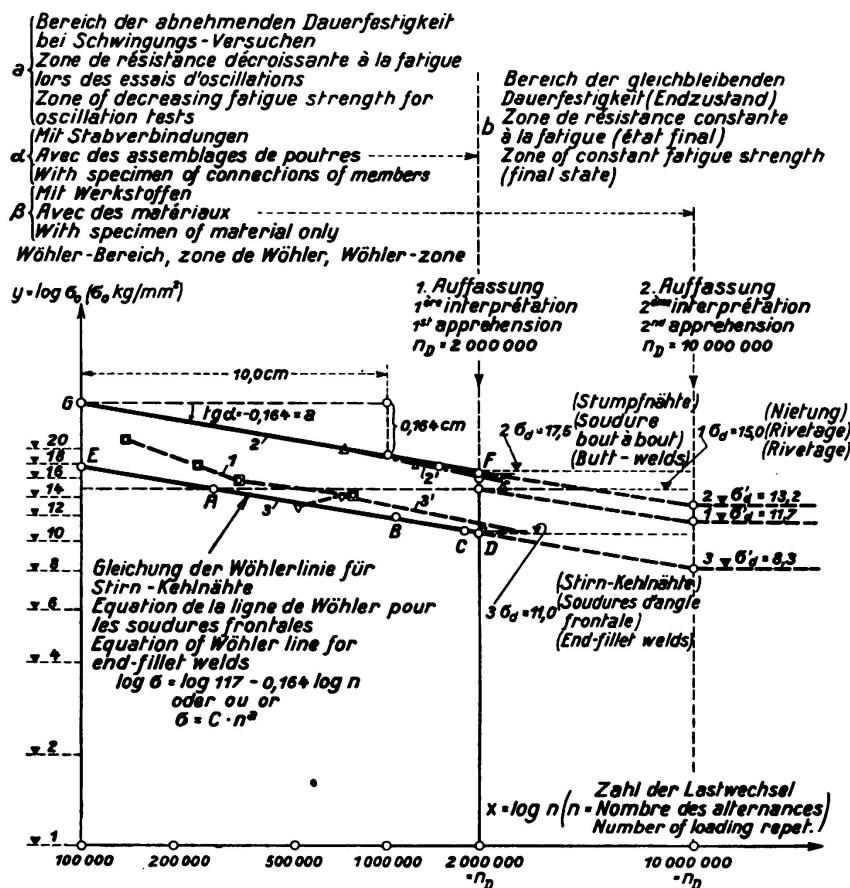 a Bereich der abnehmenden Dauerfestigkeit
bei Schwingungs-Versuchen
Zone de résistance décroissante à la fatigue
lors des essais d'oscillations
Zone of decreasing fatigue strength for
oscillation tests
α Mit Stabverbindungen
Avec des assemblages de poutres
With specimen of connections of members
β Mit Werkstoffen
Avec des matériaux
With specimen of material only
Wöhler-Bereich, zone de Wöhler, Wöhler-zone
b Bereich der gleichbleibenden
Dauerfestigkeit (Endzustand)
Zone de résistance constante
à la fatigue (état final)
Zone of constant fatigue strength
(final state)
y = log σ₀ (σ₀ kg/mm²)
1. Auffassung
1ère interprétation
1st apprehension
n_D = 2 000 000
2. Auffassung
2ème interprétation
2nd apprehension
n_D = 10 000 000
10,0 cm
G
tg α = -0,164 = a
0,164 cm
2
2 σ_d = 17,5
(Stumpfnähte)
(Soudure
bout à bout)
(Butt-welds)
1 σ_d = 15,0
(Nietung)
(Rivetage)
(Rivetage)
20
18
16
14
12
10
8
6
4
2
1
E
1
A
3
2'
3'
B
C
D
F
2 σ'_d = 13,2
1 σ'_d = 11,7
3 σ'_d = 8,3
3 σ_d = 11,0
(Stirn-Kehlnähte)
(Soudures d'angle
frontale)
(End-fillet welds)
Gleichung der Wöhlerlinie für
Stirn-Kehlnähte
Equation de la ligne de Wöhler pour
les soudures frontales
Equation of Wöhler line for
end-fillet welds
log σ = log 117 - 0,164 log n
oder ou or
σ = C · nª
x = log n (n = Zahl der Lastwechsel
Nombre des alternances)
Number of loading repet.
100 000
200 000
500 000
1 000 000
2 000 000
= n_D
10 000 000
= n_D